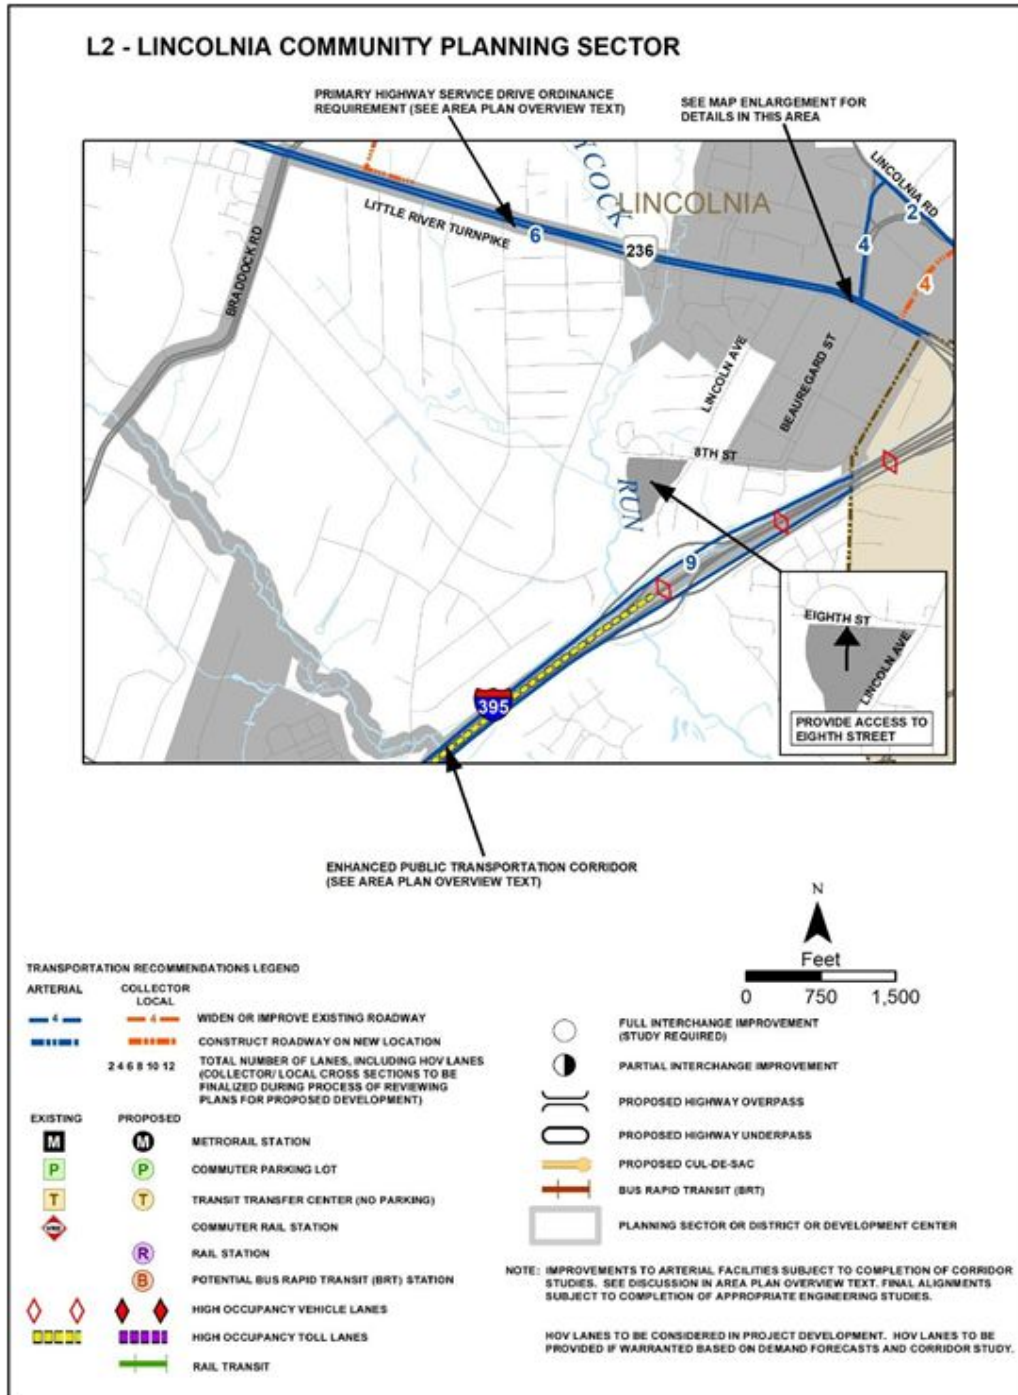 L2 - LINCOLNIA COMMUNITY PLANNING SECTOR
PRIMARY HIGHWAY SERVICE DRIVE ORDINANCE
REQUIREMENT (SEE AREA PLAN OVERVIEW TEXT)
SEE MAP ENLARGEMENT FOR
DETAILS IN THIS AREA
YCOCK
LINCOLNIA
LINCOLNIA RD
2
LITTLE RIVER TURNPIKE
6
236
4
4
BRADDOCK RD
LINCOLN AVE
BEAUREGARD ST
8TH ST
RUN
9
395
EIGHTH ST
LINCOLN AVE
PROVIDE ACCESS TO
EIGHTH STREET
ENHANCED PUBLIC TRANSPORTATION CORRIDOR
(SEE AREA PLAN OVERVIEW TEXT)
N
Feet
0 750 1,500
TRANSPORTATION RECOMMENDATIONS LEGEND
ARTERIAL COLLECTOR
LOCAL
4 4 WIDEN OR IMPROVE EXISTING ROADWAY
CONSTRUCT ROADWAY ON NEW LOCATION
2 4 6 8 10 12 TOTAL NUMBER OF LANES, INCLUDING HOV LANES
(COLLECTOR/ LOCAL CROSS SECTIONS TO BE
FINALIZED DURING PROCESS OF REVIEWING
PLANS FOR PROPOSED DEVELOPMENT)
EXISTING PROPOSED
M M METRORAIL STATION
P P COMMUTER PARKING LOT
T T TRANSIT TRANSFER CENTER (NO PARKING)
VRE COMMUTER RAIL STATION
R RAIL STATION
B POTENTIAL BUS RAPID TRANSIT (BRT) STATION
HIGH OCCUPANCY VEHICLE LANES
HIGH OCCUPANCY TOLL LANES
RAIL TRANSIT
FULL INTERCHANGE IMPROVEMENT
(STUDY REQUIRED)
PARTIAL INTERCHANGE IMPROVEMENT
PROPOSED HIGHWAY OVERPASS
PROPOSED HIGHWAY UNDERPASS
PROPOSED CUL-DE-SAC
BUS RAPID TRANSIT (BRT)
PLANNING SECTOR OR DISTRICT OR DEVELOPMENT CENTER
NOTE: IMPROVEMENTS TO ARTERIAL FACILITIES SUBJECT TO COMPLETION OF CORRIDOR
STUDIES. SEE DISCUSSION IN AREA PLAN OVERVIEW TEXT. FINAL ALIGNMENTS
SUBJECT TO COMPLETION OF APPROPRIATE ENGINEERING STUDIES.
HOV LANES TO BE CONSIDERED IN PROJECT DEVELOPMENT. HOV LANES TO BE
PROVIDED IF WARRANTED BASED ON DEMAND FORECASTS AND CORRIDOR STUDY.